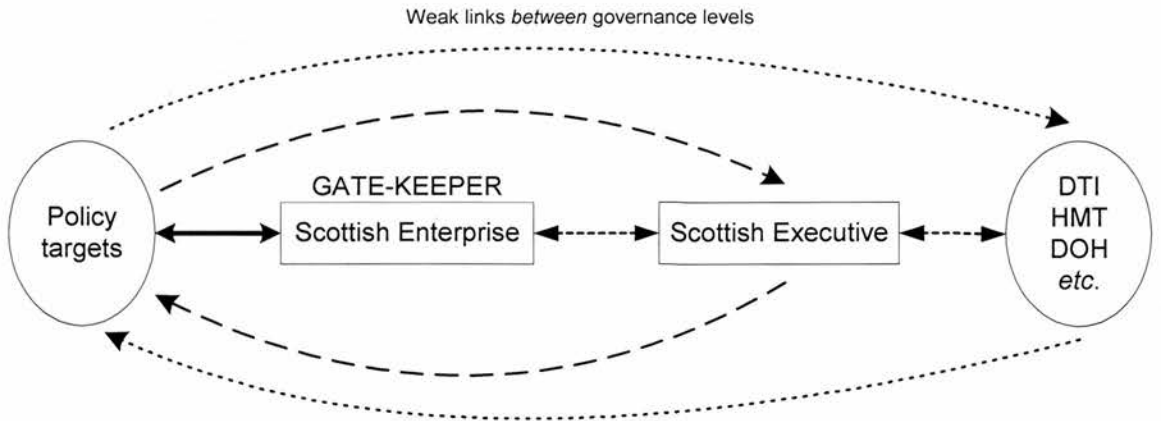 Weak links between governance levels
GATE-KEEPER
Policy
targets
Scottish Enterprise
Scottish Executive
DTI
HMT
DOH
etc.